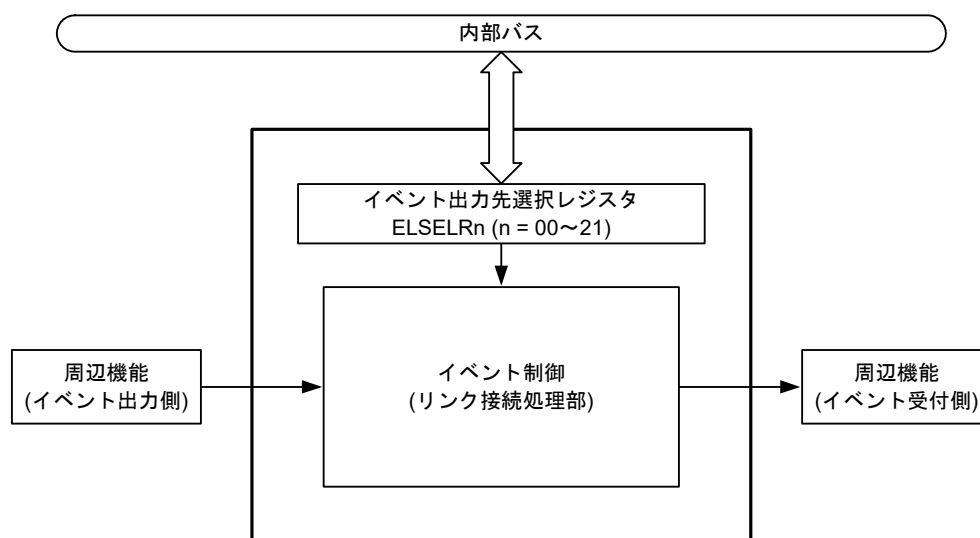 内部バス
イベント出力先選択レジスタ
ELSELRn (n = 00～21)
周辺機能
(イベント出力側)
イベント制御
(リンク接続処理部)
周辺機能
(イベント受付側)